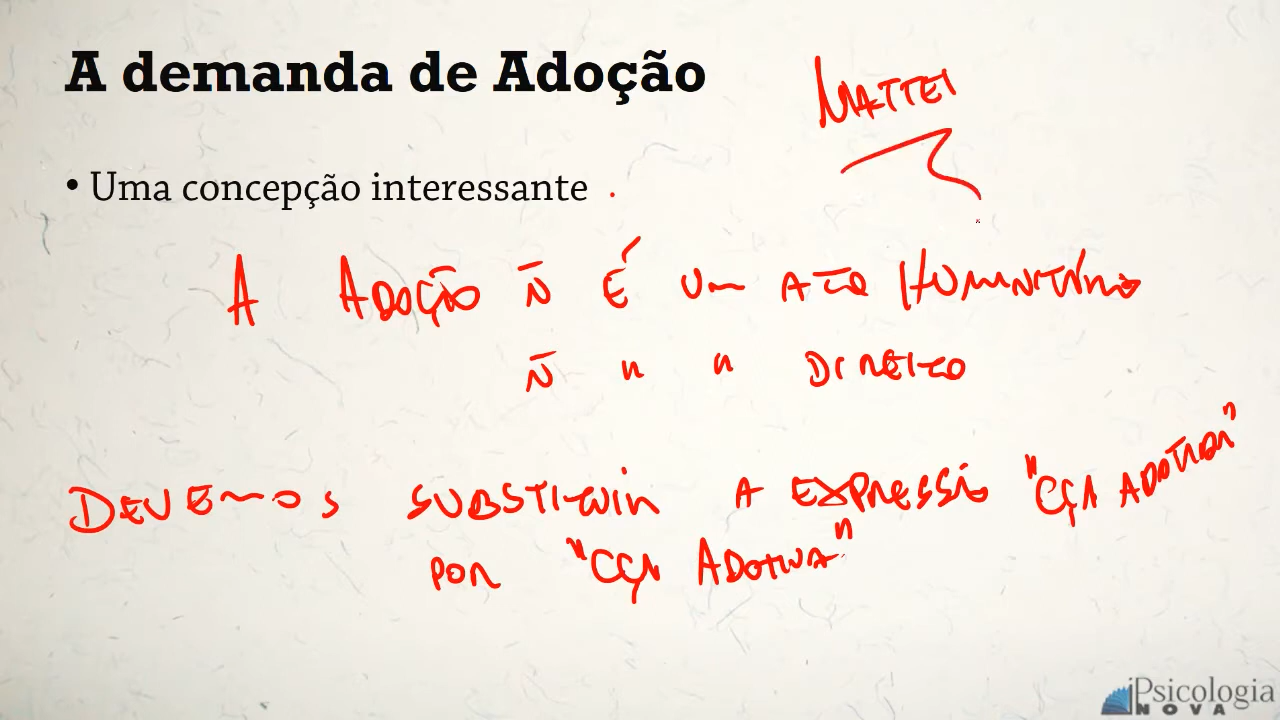 A demanda de Adoção
MATTEI
• Uma concepção interessante
A ADOÇÃO Ñ É UM ATO HUMANITÁRIO
Ñ " " DIREITO
DEVEMOS SUBSTITUIR A EXPRESSÃO "CÇA ADOTADA"
POR "CÇA ADOTIVA"
Psicologia
NOVA